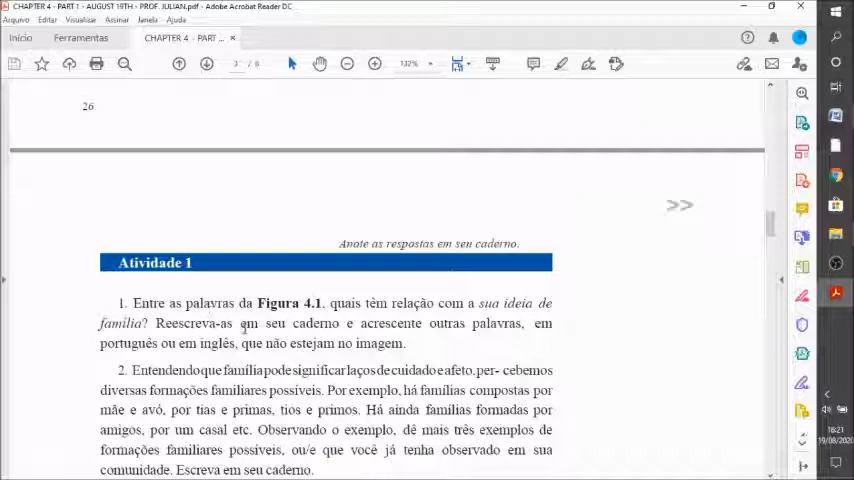 CHAPTER 4 - PART 1 - AUGUST 19TH - PROF. JULIAN.pdf - Adobe Acrobat Reader DC
Arquivo Editar Visualizar Assinar Janela Ajuda
Início Ferramentas CHAPTER 4 - PART ... ×
3 / 6 132%
26
>>
Anote as respostas em seu caderno.
Atividade 1
1. Entre as palavras da Figura 4.1, quais têm relação com a sua ideia de
família? Reescreva-as em seu caderno e acrescente outras palavras, em
português ou em inglês, que não estejam no imagem.
2. Entendendo que família pode significar laços de cuidado e afeto, per- cebemos
diversas formações familiares possíveis. Por exemplo, há famílias compostas por
mãe e avó, por tias e primas, tios e primos. Há ainda famílias formadas por
amigos, por um casal etc. Observando o exemplo, dê mais três exemplos de
formações familiares possíveis, ou/e que você já tenha observado em sua
comunidade. Escreva em seu caderno.
16:21
19/08/2020